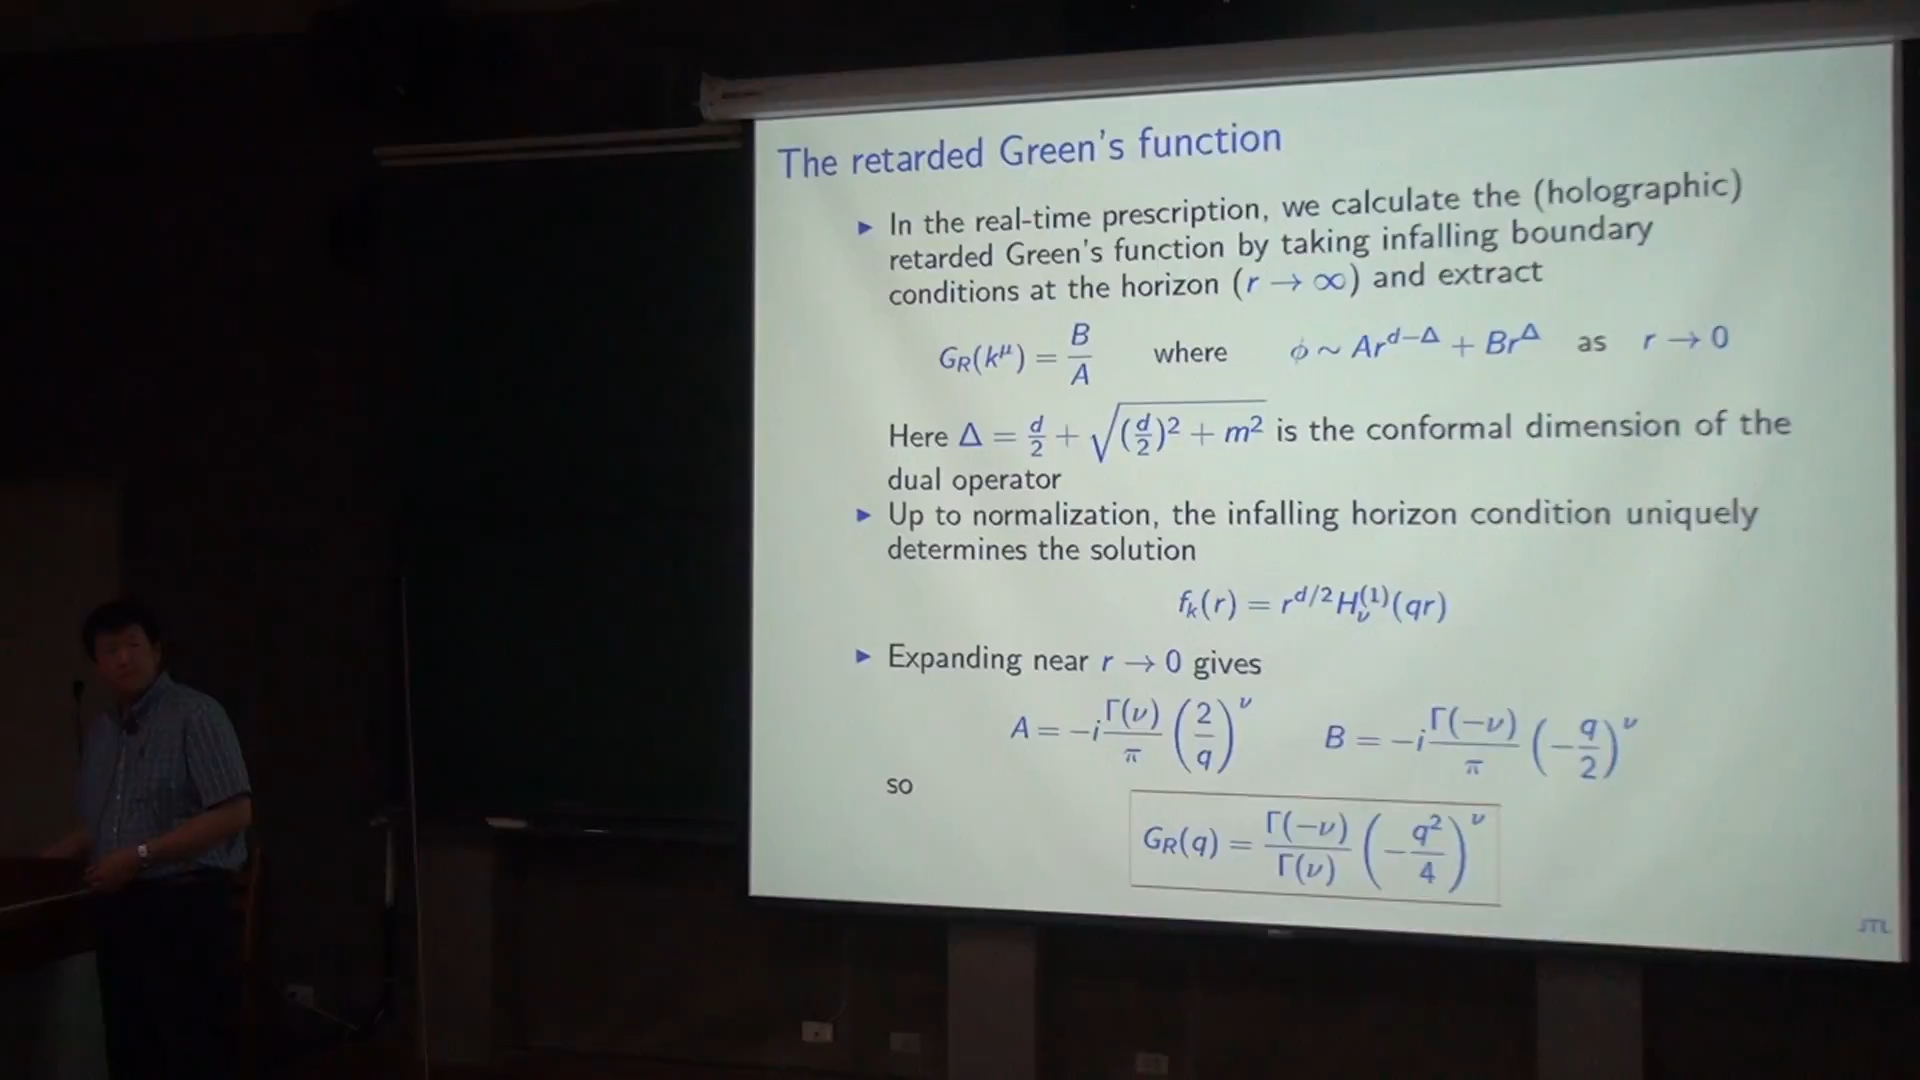 The retarded Green's function
▶ In the real-time prescription, we calculate the (holographic)
retarded Green's function by taking infalling boundary
conditions at the horizon (r → ∞) and extract
G_R(k^μ) = B/A where ϕ ~ Ar^{d−Δ} + Br^Δ as r → 0
Here Δ = d/2 + √((d/2)² + m²) is the conformal dimension of the
dual operator
▶ Up to normalization, the infalling horizon condition uniquely
determines the solution
f_k(r) = r^{d/2}H_ν^{(1)}(qr)
▶ Expanding near r → 0 gives
A = −i Γ(ν)/π (2/q)^ν B = −i Γ(−ν)/π (−q/2)^ν
so
G_R(q) = Γ(−ν)/Γ(ν) (−q²/4)^ν
JTL